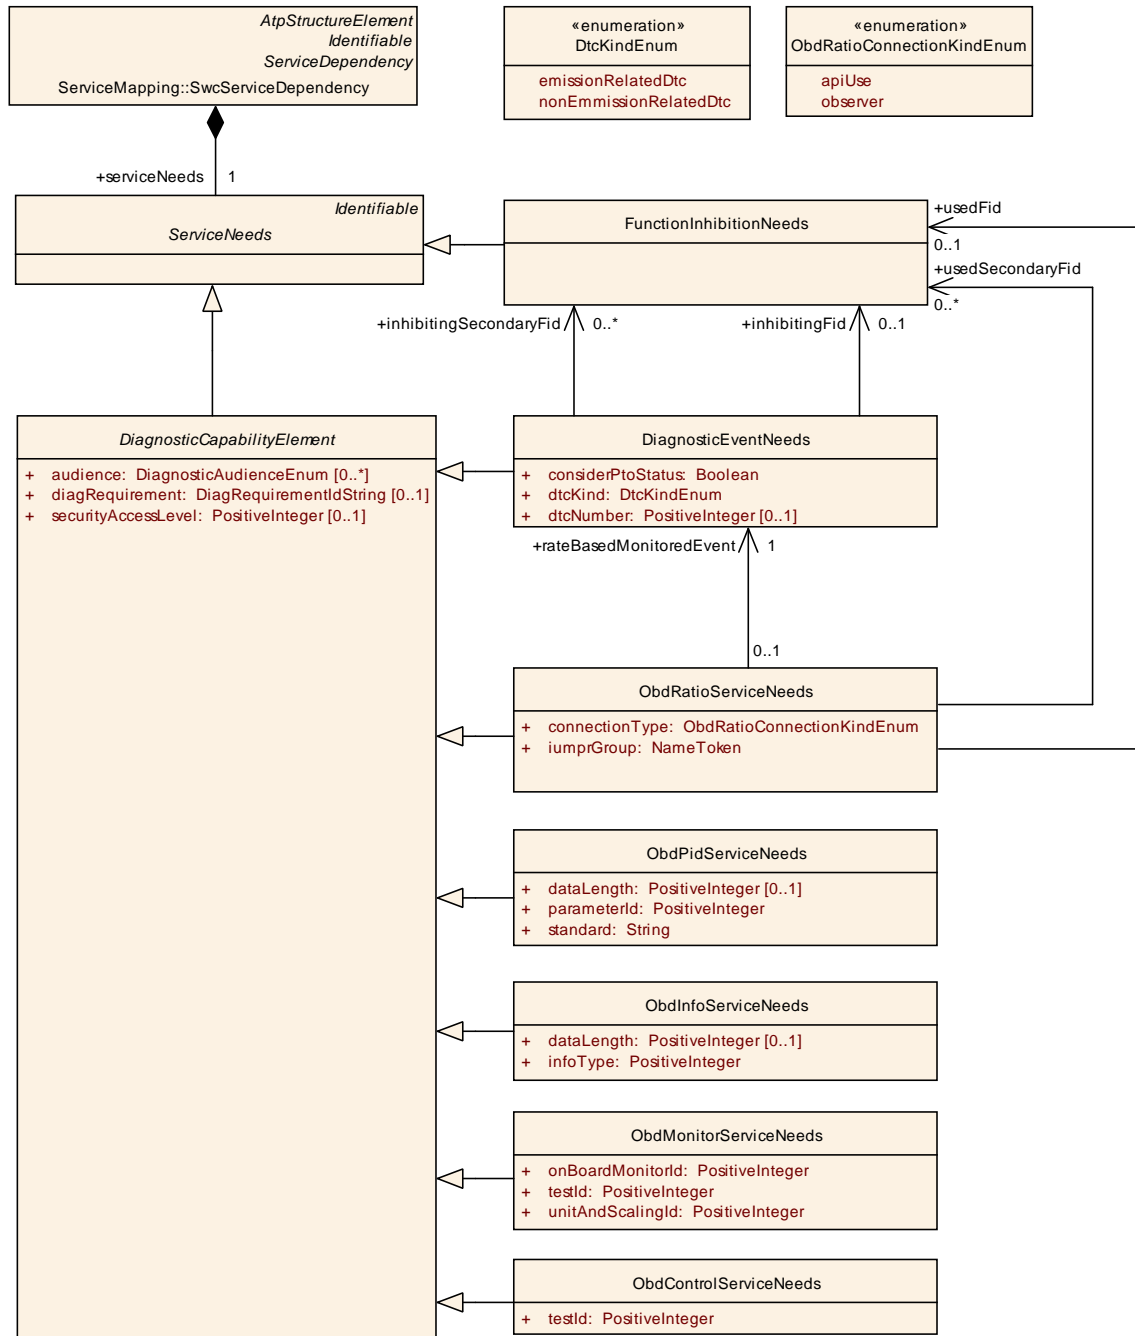 AtpStructureElement
Identifiable
ServiceDependency
ServiceMapping::SwcServiceDependency
«enumeration»
DtcKindEnum
emissionRelatedDtc
nonEmmissionRelatedDtc
«enumeration»
ObdRatioConnectionKindEnum
apiUse
observer
+serviceNeeds 1
Identifiable
ServiceNeeds
FunctionInhibitionNeeds
+usedFid
0..1
+usedSecondaryFid
0..*
+inhibitingSecondaryFid 0..*
+inhibitingFid 0..1
DiagnosticCapabilityElement
+ audience: DiagnosticAudienceEnum [0..*]
+ diagRequirement: DiagRequirementIdString [0..1]
+ securityAccessLevel: PositiveInteger [0..1]
DiagnosticEventNeeds
+ considerPtoStatus: Boolean
+ dtcKind: DtcKindEnum
+ dtcNumber: PositiveInteger [0..1]
+rateBasedMonitoredEvent 1
0..1
ObdRatioServiceNeeds
+ connectionType: ObdRatioConnectionKindEnum
+ iumprGroup: NameToken
ObdPidServiceNeeds
+ dataLength: PositiveInteger [0..1]
+ parameterId: PositiveInteger
+ standard: String
ObdInfoServiceNeeds
+ dataLength: PositiveInteger [0..1]
+ infoType: PositiveInteger
ObdMonitorServiceNeeds
+ onBoardMonitorId: PositiveInteger
+ testId: PositiveInteger
+ unitAndScalingId: PositiveInteger
ObdControlServiceNeeds
+ testId: PositiveInteger